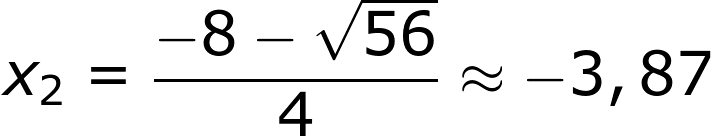 x₂ = (−8 − √56)/4 ≈ −3,87